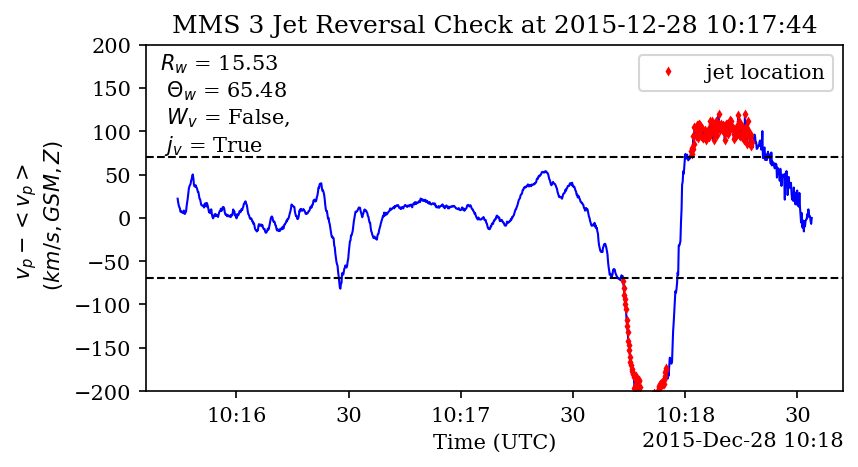 MMS 3 Jet Reversal Check at 2015-12-28 10:17:44
R_w = 15.53
Θ_w = 65.48
W_v = False,
j_v = True
jet location
v_p − < v_p >
(km/s, GSM, Z)
200
150
100
50
0
−50
−100
−150
−200
10:16
30
10:17
30
10:18
30
Time (UTC)
2015-Dec-28 10:18